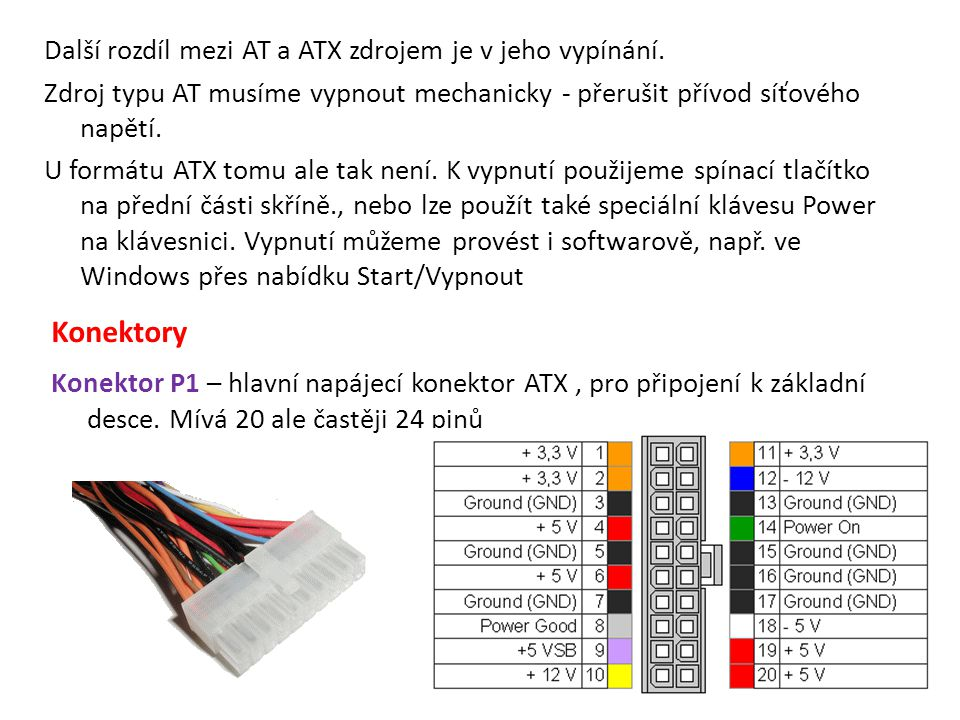 Další rozdíl mezi AT a ATX zdrojem je v jeho vypínání.
Zdroj typu AT musíme vypnout mechanicky - přerušit přívod síťového
napětí.
U formátu ATX tomu ale tak není. K vypnutí použijeme spínací tlačítko
na přední části skříně., nebo lze použít také speciální klávesu Power
na klávesnici. Vypnutí můžeme provést i softwarově, např. ve
Windows přes nabídku Start/Vypnout
Konektory
Konektor P1 – hlavní napájecí konektor ATX , pro připojení k základní
desce. Mívá 20 ale častěji 24 pinů
+ 3,3 V 1 11 + 3,3 V
+ 3,3 V 2 12 - 12 V
Ground (GND) 3 13 Ground (GND)
+ 5 V 4 14 Power On
Ground (GND) 5 15 Ground (GND)
+ 5 V 6 16 Ground (GND)
Ground (GND) 7 17 Ground (GND)
Power Good 8 18 - 5 V
+5 VSB 9 19 + 5 V
+ 12 V 10 20 + 5 V